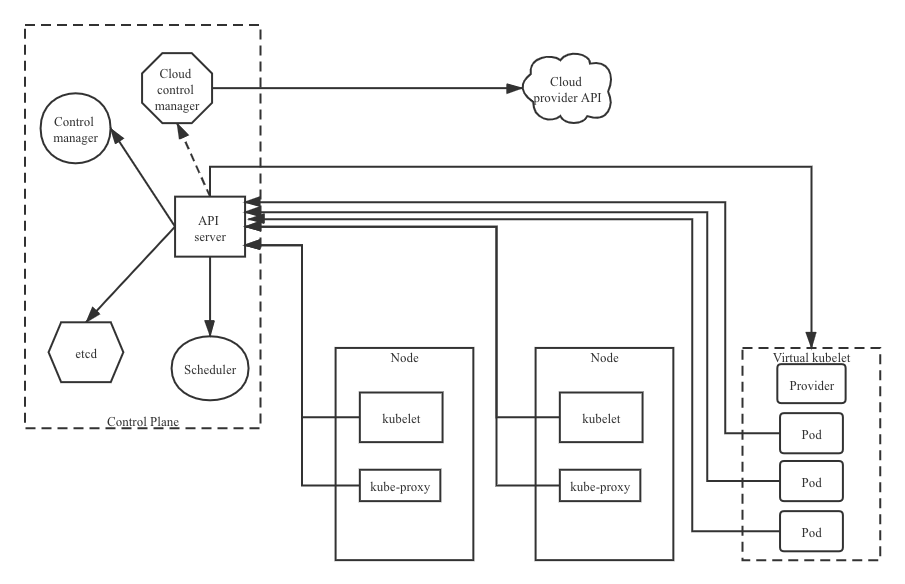 Cloud
control
manager
Cloud
provider API
Control
manager
API
server
etcd
Scheduler
Control Plane
Node
kubelet
kube-proxy
Node
kubelet
kube-proxy
Virtual kubelet
Provider
Pod
Pod
Pod